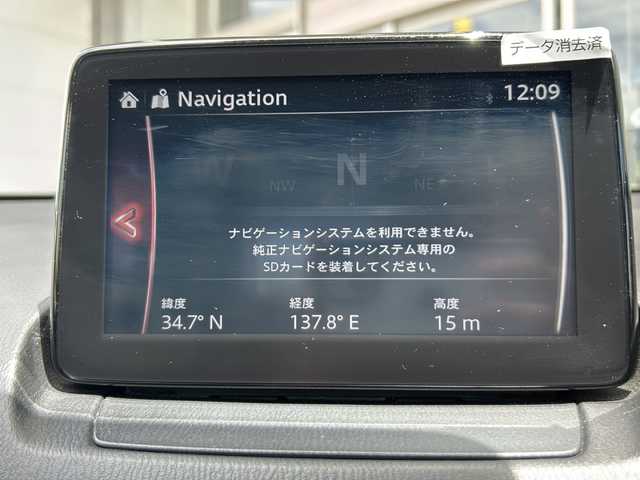 データ消去済
Navigation
12:09
W NW N NE
ナビゲーションシステムを利用できません。
純正ナビゲーションシステム専用の
SDカードを装着してください。
緯度 経度 高度
34.7° N 137.8° E 15 m